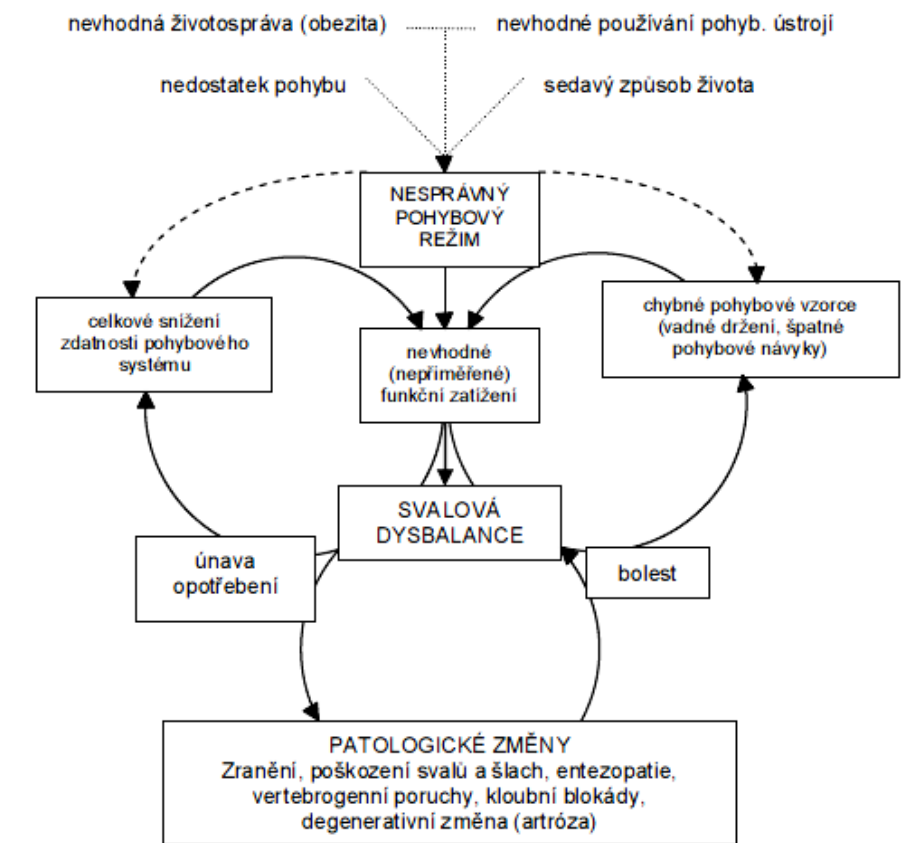 nevhodná životospráva (obezita)
nevhodné používání pohyb. ústrojí
nedostatek pohybu
sedavý způsob života
NESPRÁVNÝ
POHYBOVÝ
REŽIM
celkové snížení
zdatnosti pohybového
systému
nevhodné
(nepřiměřené)
funkční zatížení
chybné pohybové vzorce
(vadné držení, špatné
pohybové návyky)
SVALOVÁ
DYSBALANCE
únava
opotřebení
bolest
PATOLOGICKÉ ZMĚNY
Zranění, poškození svalů a šlach, entezopatie,
vertebrogenní poruchy, kloubní blokády,
degenerativní změna (artróza)